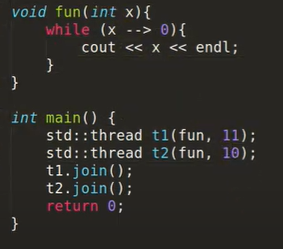 void fun(int x){
while (x --> 0){
cout << x << endl;
}
}
int main() {
std::thread t1(fun, 11);
std::thread t2(fun, 10);
t1.join();
t2.join();
return 0;
}